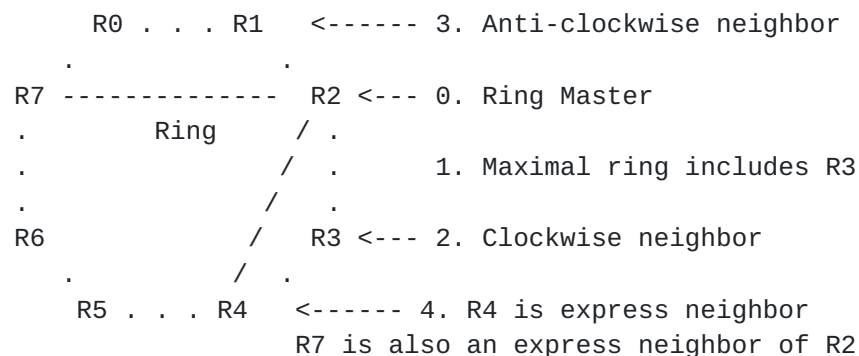 R0 . . . R1 <------ 3. Anti-clockwise neighbor
. .
R7 -------------- R2 <--- 0. Ring Master
. Ring / .
. / . 1. Maximal ring includes R3
. / .
R6 / R3 <--- 2. Clockwise neighbor
. / .
R5 . . . R4 <------ 4. R4 is express neighbor
R7 is also an express neighbor of R2